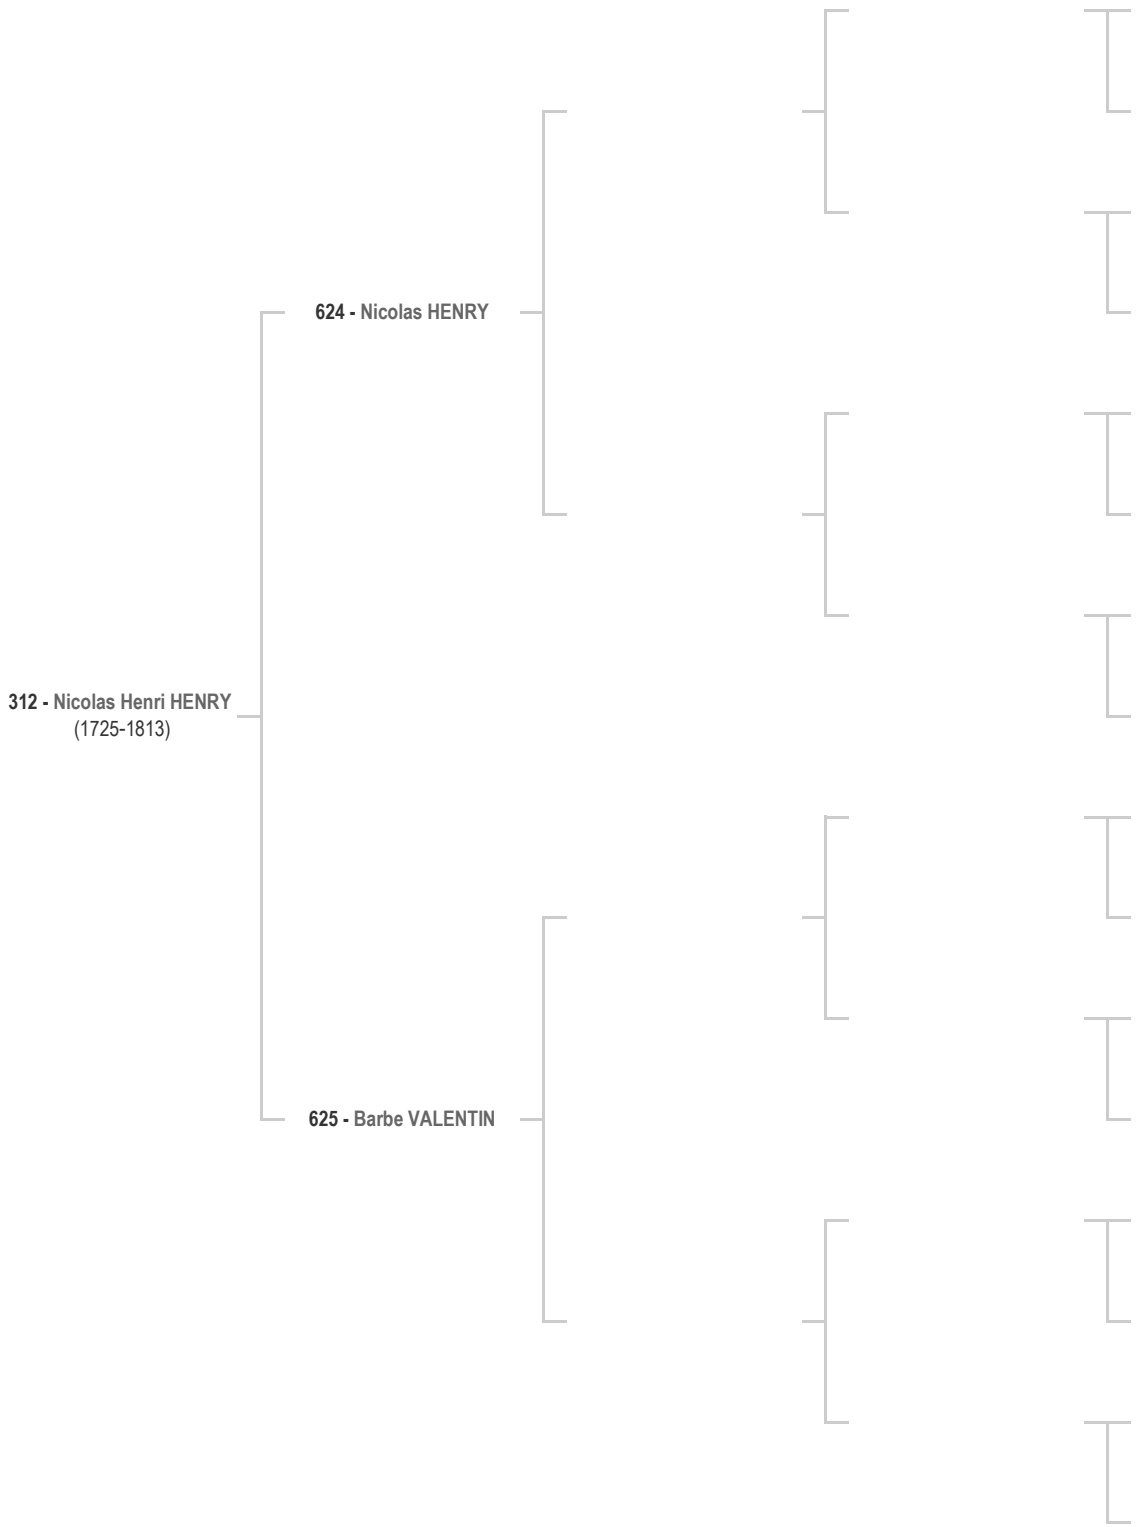 624 - Nicolas HENRY
312 - Nicolas Henri HENRY
(1725-1813)
625 - Barbe VALENTIN